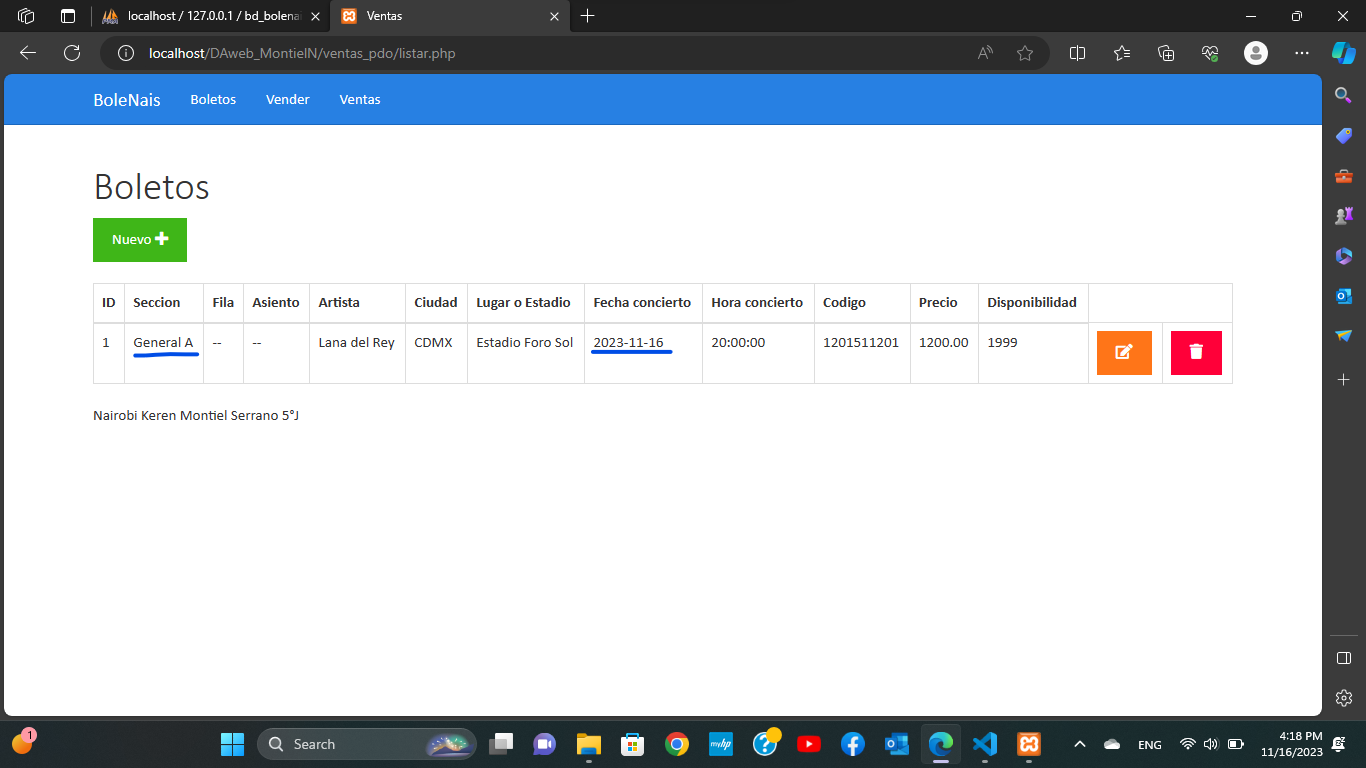 localhost / 127.0.0.1 / bd_bolenai
Ventas
localhost/DAweb_MontielN/ventas_pdo/listar.php
BoleNais Boletos Vender Ventas
Boletos
Nuevo
ID Seccion Fila Asiento Artista Ciudad Lugar o Estadio Fecha concierto Hora concierto Codigo Precio Disponibilidad
1 General A -- -- Lana del Rey CDMX Estadio Foro Sol 2023-11-16 20:00:00 1201511201 1200.00 1999
Nairobi Keren Montiel Serrano 5°J
1
Search
myhp
ENG
4:18 PM
11/16/2023